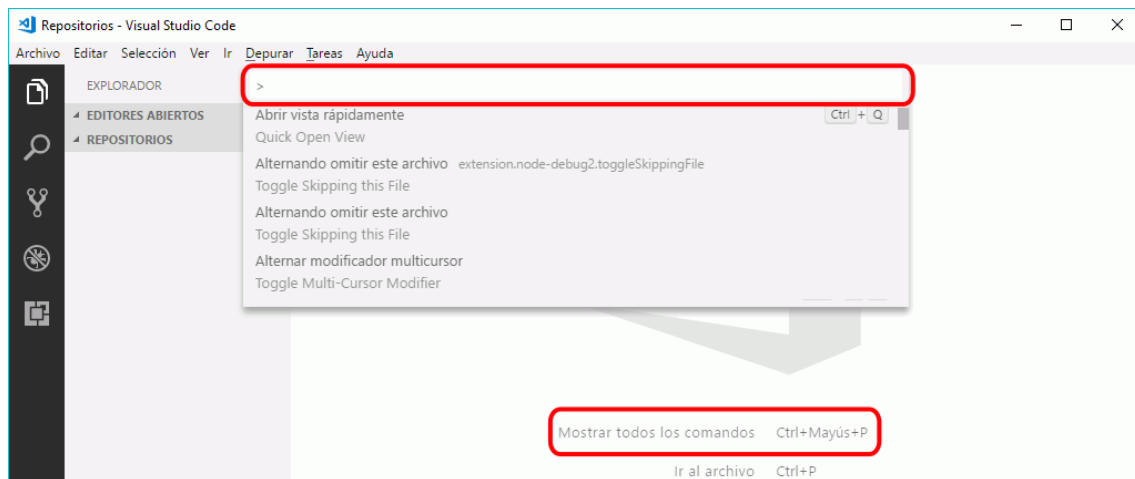 Repositorios - Visual Studio Code
Archivo Editar Selección Ver Ir Depurar Tareas Ayuda
EXPLORADOR
EDITORES ABIERTOS
REPOSITORIOS
>
Abrir vista rápidamente Ctrl + Q
Quick Open View
Alternando omitir este archivo extension.node-debug2.toggleSkippingFile
Toggle Skipping this File
Alternando omitir este archivo
Toggle Skipping this File
Alternar modificador multicursor
Toggle Multi-Cursor Modifier
Mostrar todos los comandos Ctrl+Mayús+P
Ir al archivo Ctrl+P